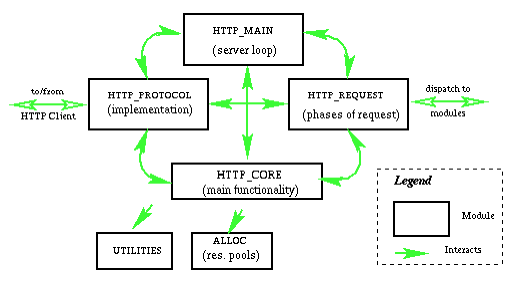 HTTP_MAIN
(server loop)
to/from
HTTP Client
HTTP_PROTOCOL
(implementation)
HTTP_REQUEST
(phases of request)
dispatch to
modules
HTTP_CORE
(main functionality)
UTILITIES
ALLOC
(res. pools)
Legend
Module
Interacts